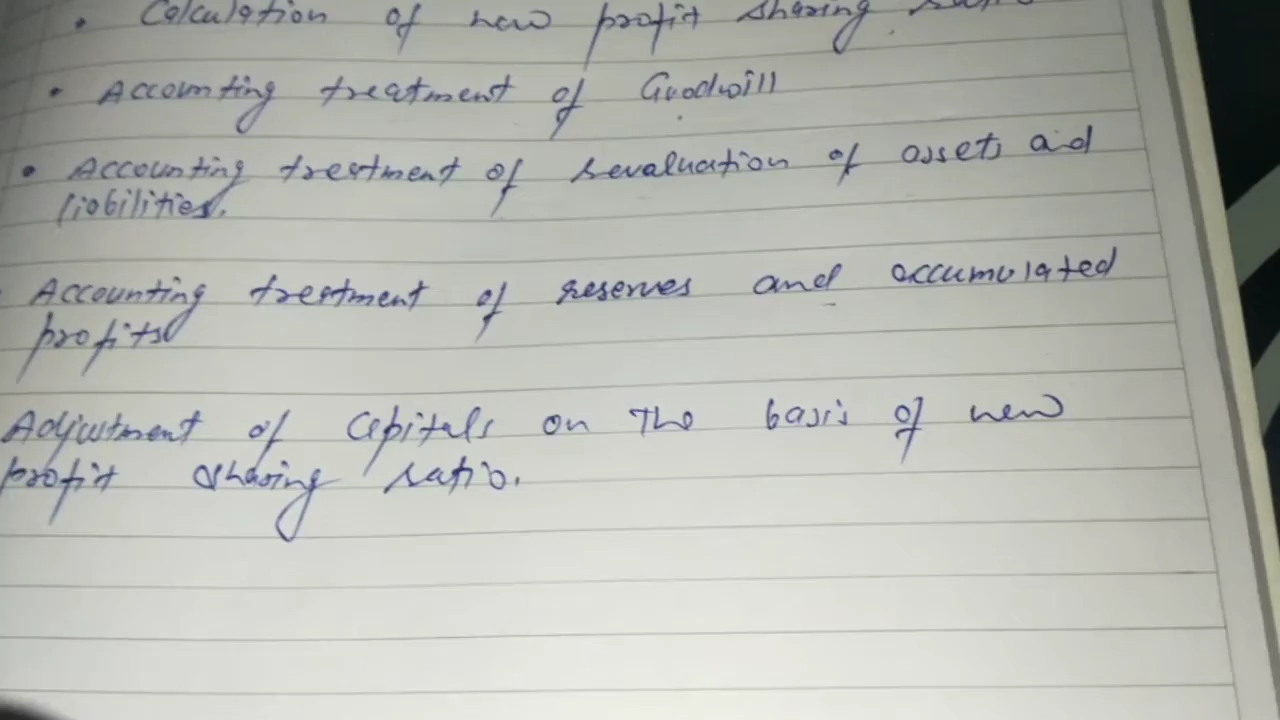 • Calculation of new profit sharing ratio
• Accounting treatment of Goodwill
• Accounting treatment of revaluation of assets and
liabilities.
Accounting treatment of reserves and accumulated
profits
Adjustment of Capitals on The basis of new
profit sharing ratio.